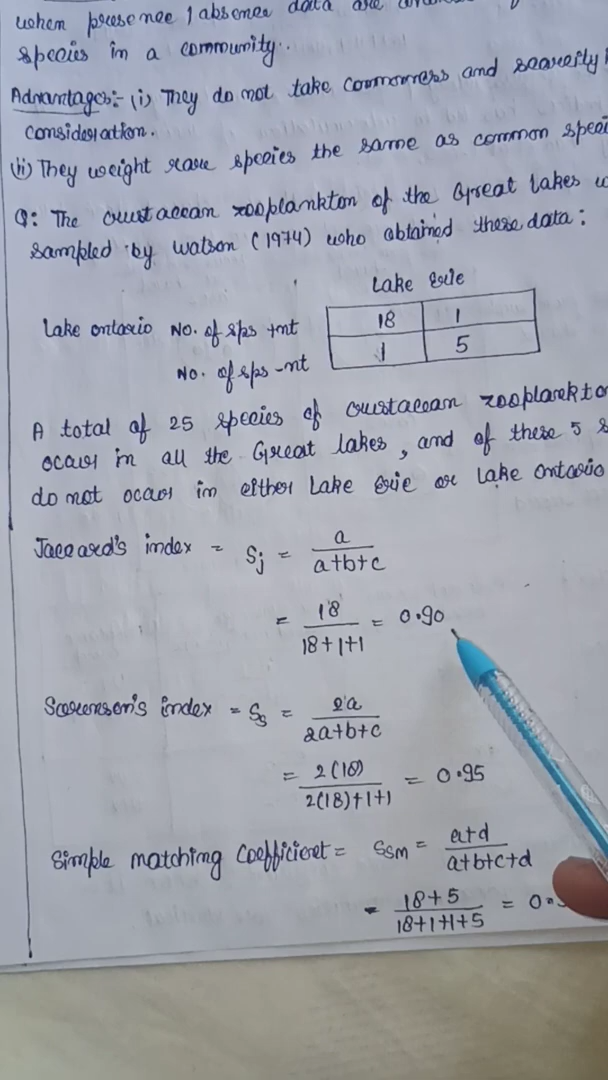 when presence / absence data are
species in a community.
Advantages:- (i) They do not take commonness and scarcity
consideration.
(ii) They weight rare species the same as common
Q: The crustacean zooplankton of the Great lakes
sampled by Watson (1974) who obtained these data:
Lake Erie
Lake Ontario No. of sps +nt 18 1
No. of sps -nt 1 5
A total of 25 species of crustacean
occur in all the Great lakes, and of these 5
do not occur in either Lake Erie or Lake Ontario
Jaccard's index = Sj = a / a+b+c
= 18 / 18+1+1 = 0.90
Sorensen's index = Ss = 2a / 2a+b+c
= 2(18) / 2(18)+1+1 = 0.95
Simple matching Coefficient = SSM = a+d / a+b+c+d
= 18+5 / 18+1+1+5 = 0.